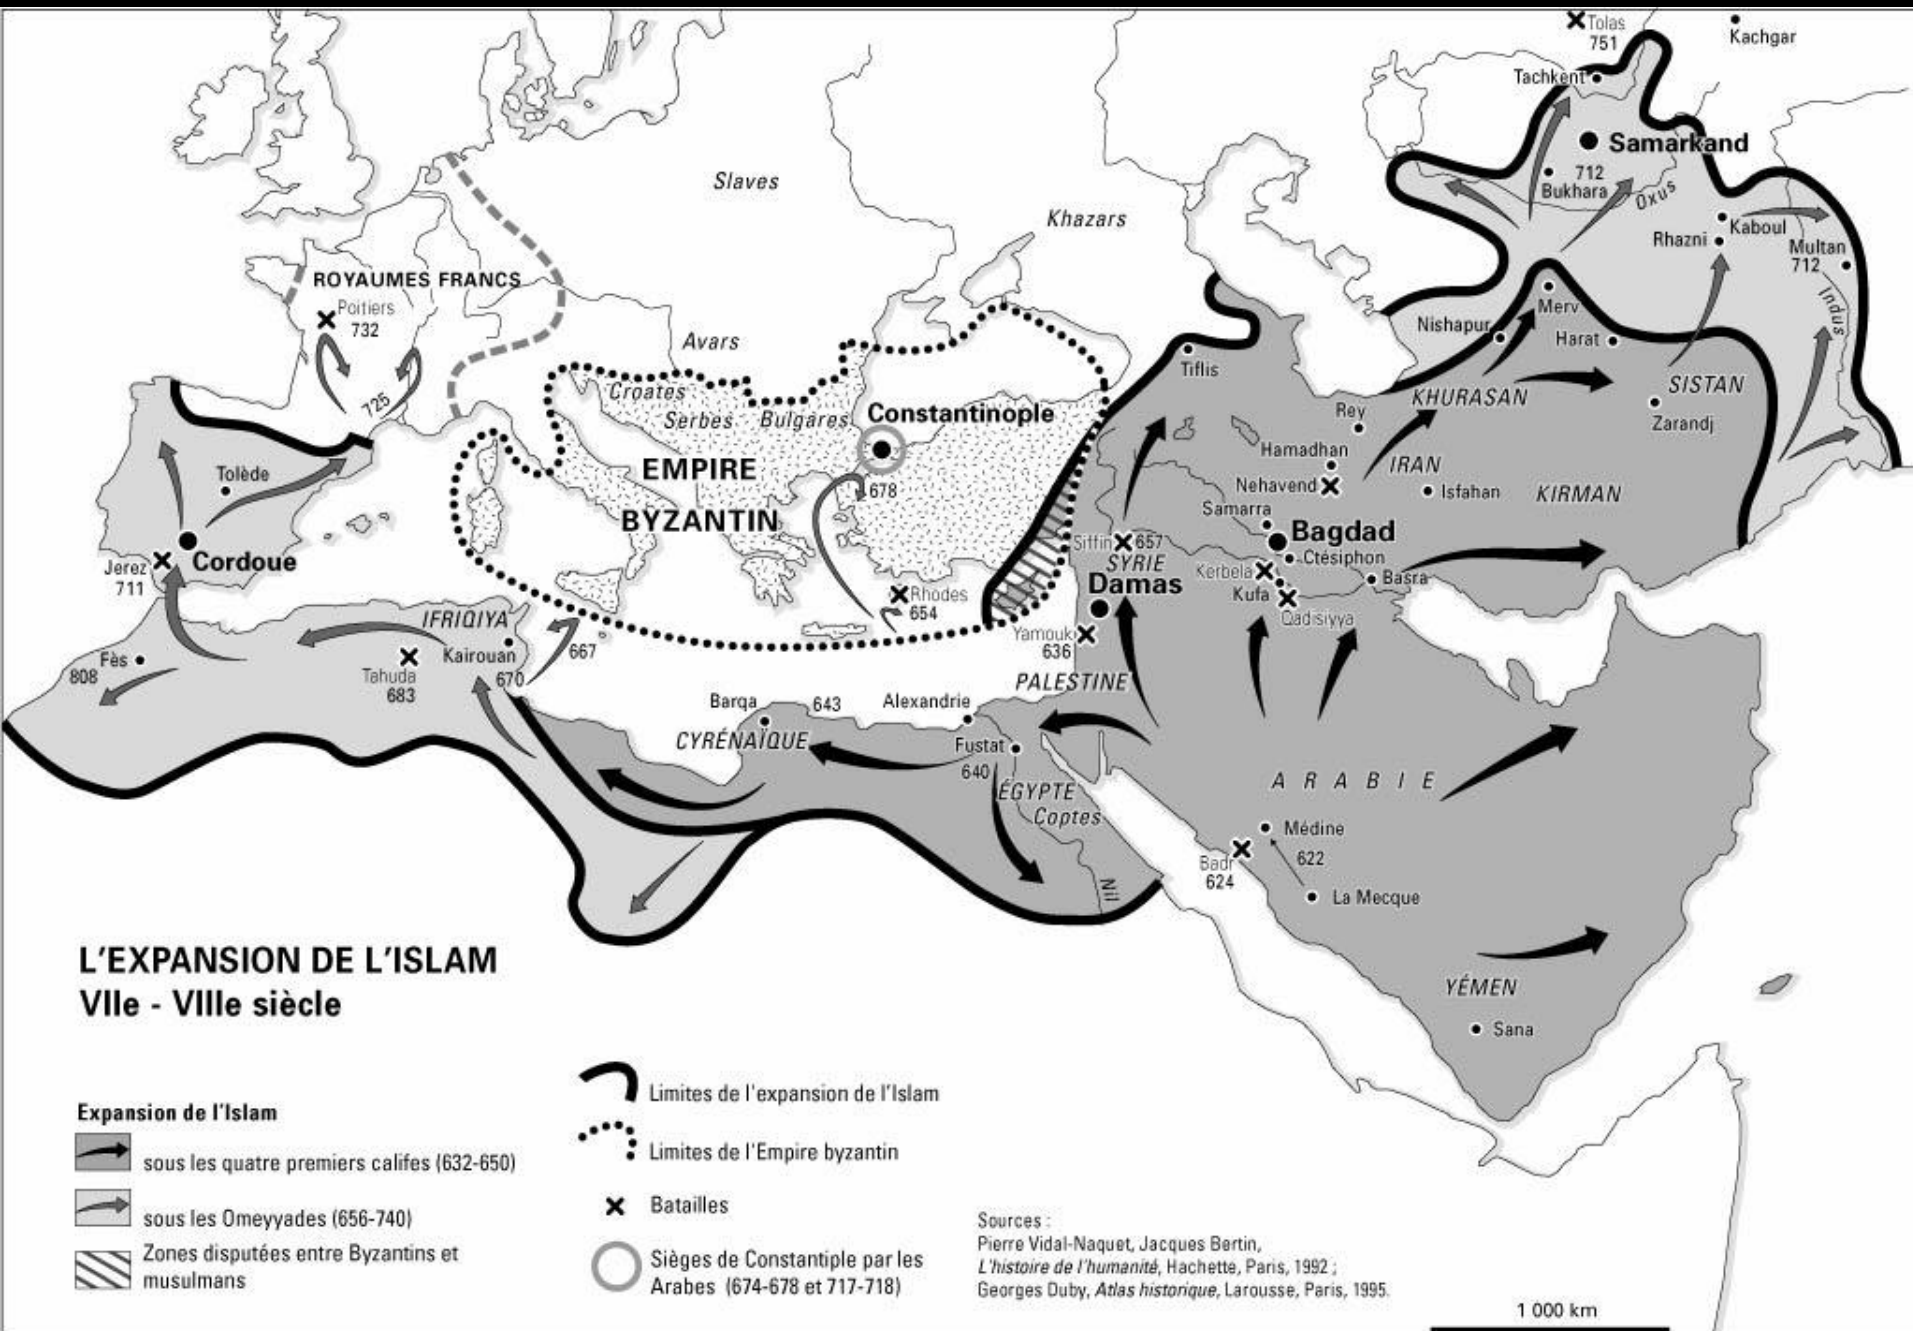 Tolas
751
Kachgar
Tachkent
Samarkand
712
Bukhara
Oxus
Slaves
Khazars
Kaboul
Rhazni
Multan
712
Indus
ROYAUMES FRANCS
Poitiers
732
Merv
Nishapur
Harat
Avars
Tiflis
725
Croates
Serbes
Bulgares
Constantinople
KHURASAN
SISTAN
Zarandj
Rey
Hamadhan
IRAN
Nehavend
Isfahan
KIRMAN
Tolède
EMPIRE
BYZANTIN
678
Samarra
Bagdad
Siffin
657
SYRIE
Ctésiphon
Cordoue
Jerez
711
Kerbela
Basra
Damas
Kufa
Rhodes
654
Qadisiyya
IFRIQIYA
Yamouk
636
Fès
808
Kairouan
670
667
Tahuda
683
PALESTINE
Barqa
643
Alexandrie
CYRÉNAÏQUE
Fustat
640
ÉGYPTE
Coptes
ARABIE
Médine
622
Badr
624
Nil
La Mecque
YÉMEN
Sana
L'EXPANSION DE L'ISLAM
VIIe - VIIIe siècle
Expansion de l'Islam
sous les quatre premiers califes (632-650)
sous les Omeyyades (656-740)
Zones disputées entre Byzantins et
musulmans
Limites de l'expansion de l'Islam
Limites de l'Empire byzantin
Batailles
Sièges de Constantiple par les
Arabes (674-678 et 717-718)
Sources :
Pierre Vidal-Naquet, Jacques Bertin,
L'histoire de l'humanité, Hachette, Paris, 1992 ;
Georges Duby, Atlas historique, Larousse, Paris, 1995.
1 000 km